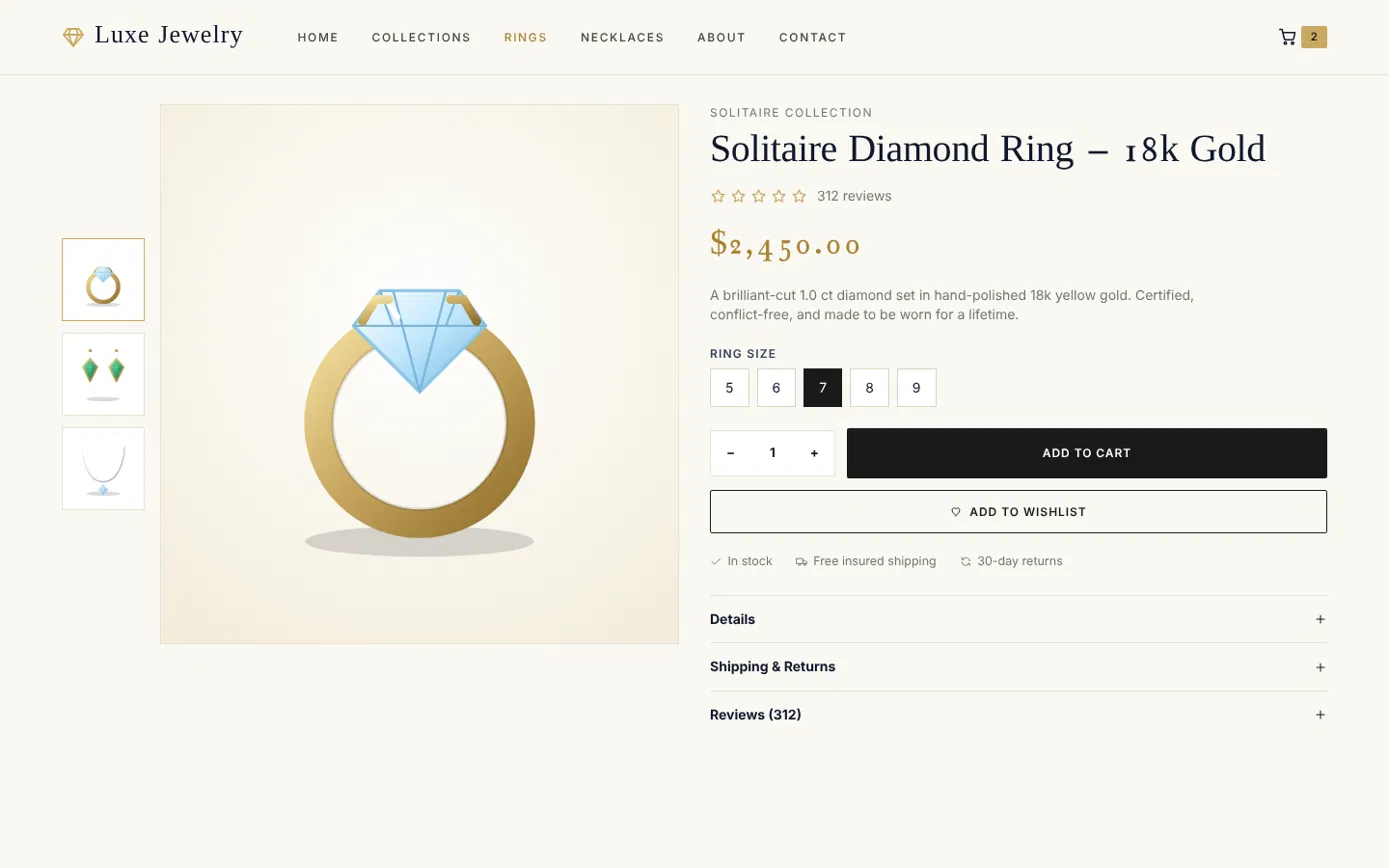 Luxe Jewelry
HOME COLLECTIONS RINGS NECKLACES ABOUT CONTACT
2
SOLITAIRE COLLECTION
Solitaire Diamond Ring – 18k Gold
312 reviews
$2,450.00
A brilliant-cut 1.0 ct diamond set in hand-polished 18k yellow gold. Certified,
conflict-free, and made to be worn for a lifetime.
RING SIZE
5 6 7 8 9
− 1 + ADD TO CART
ADD TO WISHLIST
In stock Free insured shipping 30-day returns
Details +
Shipping & Returns +
Reviews (312) +